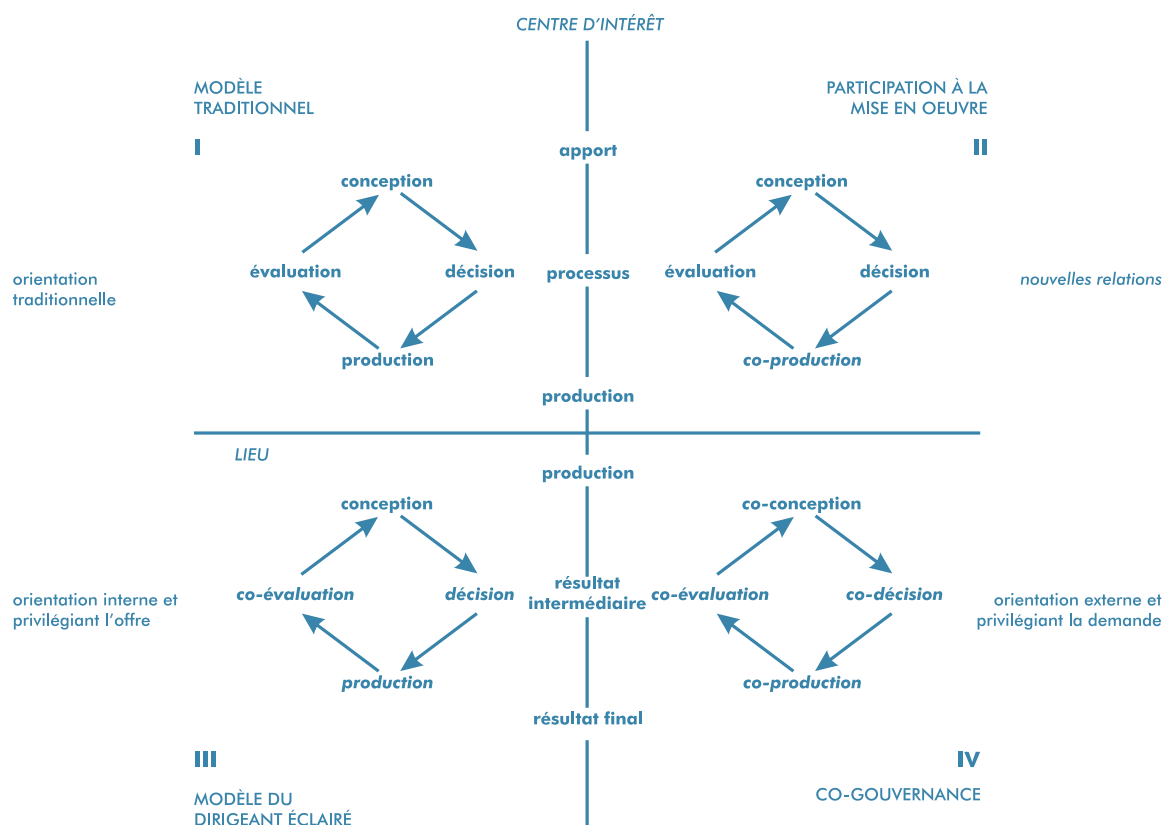 CENTRE D'INTÉRÊT
MODÈLE
TRADITIONNEL
PARTICIPATION À LA
MISE EN OEUVRE
I
apport
II
conception
conception
orientation
traditionnelle
évaluation
décision
processus
évaluation
décision
nouvelles relations
production
co-production
production
LIEU
production
conception
co-conception
orientation interne et
privilégiant l'offre
co-évaluation
décision
résultat
intermédiaire
co-évaluation
co-décision
orientation externe et
privilégiant la demande
production
co-production
résultat final
III
IV
MODÈLE DU
DIRIGEANT ÉCLAIRÉ
CO-GOUVERNANCE